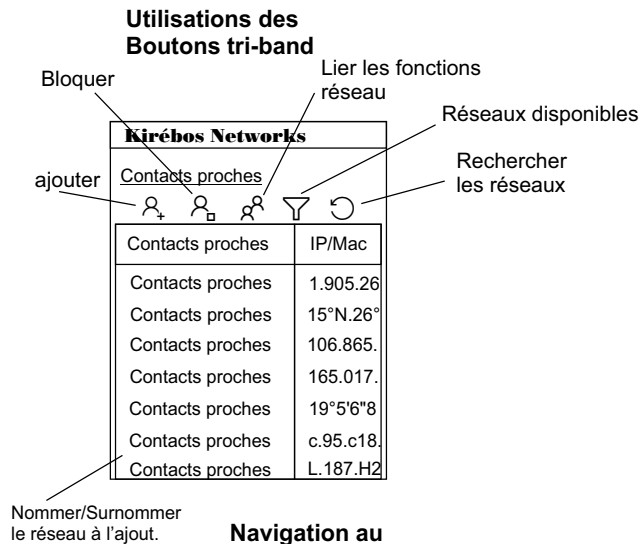 Utilisations des
Boutons tri-band
Bloquer
Lier les fonctions
réseau
Réseaux disponibles
Kirébos Networks
Rechercher
les réseaux
ajouter
Contacts proches
Contacts proches IP/Mac
Contacts proches 1.905.26
Contacts proches 15°N.26°
Contacts proches 106.865.
Contacts proches 165.017.
Contacts proches 19°5'6"8
Contacts proches c.95.c18.
Contacts proches L.187.H2
Nommer/Surnommer
le réseau à l'ajout.
Navigation au